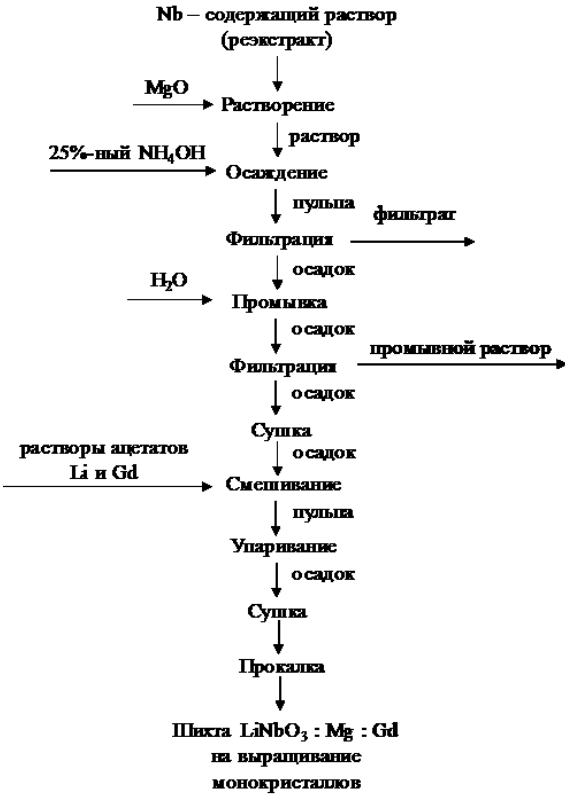 Nb – содержащий раствор
(реэкстракт)
MgO
Растворение
раствор
25%-ный NH₄OH
Осаждение
пульпа
фильтрат
Фильтрация
осадок
H₂O
Промывка
осадок
промывной раствор
Фильтрация
осадок
Сушка
растворы ацетатов
осадок
Li и Gd
Смешивание
пульпа
Упаривание
осадок
Сушка
Прокалка
Шихта LiNbO₃ : Mg : Gd
на выращивание
монокристаллов